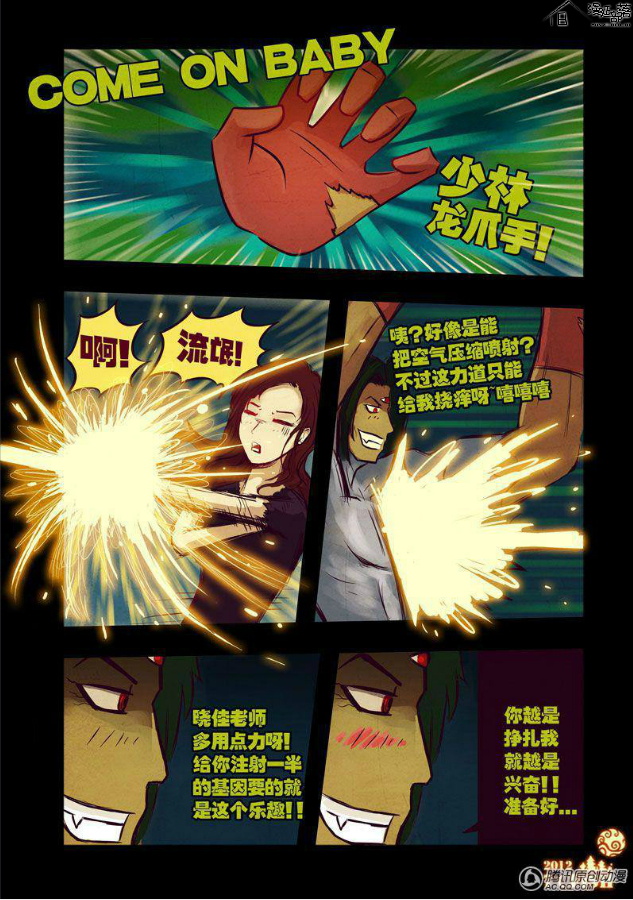 漫征部落
COME ON BABY
少林
龙爪手!
啊!
流氓!
咦?好像是能
把空气压缩喷射?
不过这力道只能
给我挠痒呀~嘻嘻嘻
晓佳老师
多用点力呀!
给你注射一半
的基因要的就
是这个乐趣!!
你越是
挣扎我
就越是
兴奋!!
准备好...
2012
腾讯原创动漫
AC.QQ.COM